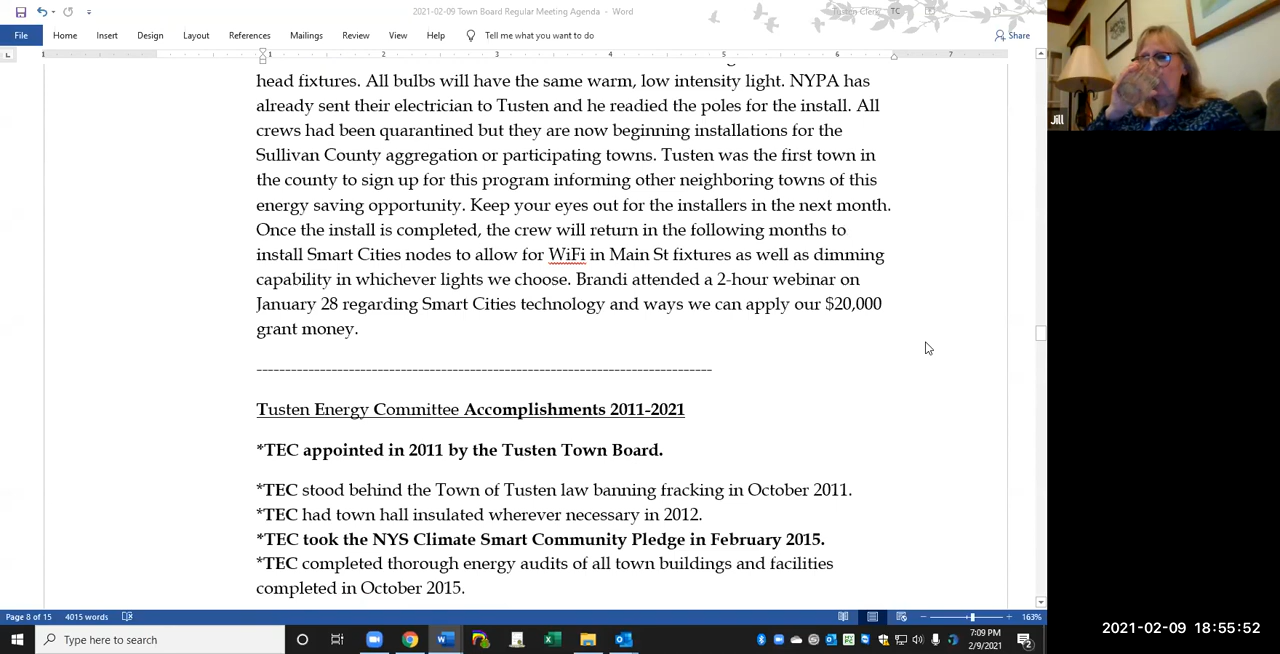 2021-02-09 Town Board Regular Meeting Agenda - Word
Tusten Clerk
TC
File
Home
Insert
Design
Layout
References
Mailings
Review
View
Help
Tell me what you want to do
Share
1 1 2 3 4 5 6 7
head fixtures. All bulbs will have the same warm, low intensity light. NYPA has
already sent their electrician to Tusten and he readied the poles for the install. All
crews had been quarantined but they are now beginning installations for the
Sullivan County aggregation or participating towns. Tusten was the first town in
the county to sign up for this program informing other neighboring towns of this
energy saving opportunity. Keep your eyes out for the installers in the next month.
Once the install is completed, the crew will return in the following months to
install Smart Cities nodes to allow for WiFi in Main St fixtures as well as dimming
capability in whichever lights we choose. Brandi attended a 2-hour webinar on
January 28 regarding Smart Cities technology and ways we can apply our $20,000
grant money.
--------------------------------------------------------------------------------
Tusten Energy Committee Accomplishments 2011-2021
*TEC appointed in 2011 by the Tusten Town Board.
*TEC stood behind the Town of Tusten law banning fracking in October 2011.
*TEC had town hall insulated wherever necessary in 2012.
*TEC took the NYS Climate Smart Community Pledge in February 2015.
*TEC completed thorough energy audits of all town buildings and facilities
completed in October 2015.
Page 8 of 15
4015 words
163%
Type here to search
7:09 PM
2/9/2021
2
Jill
2021-02-09 18:55:52